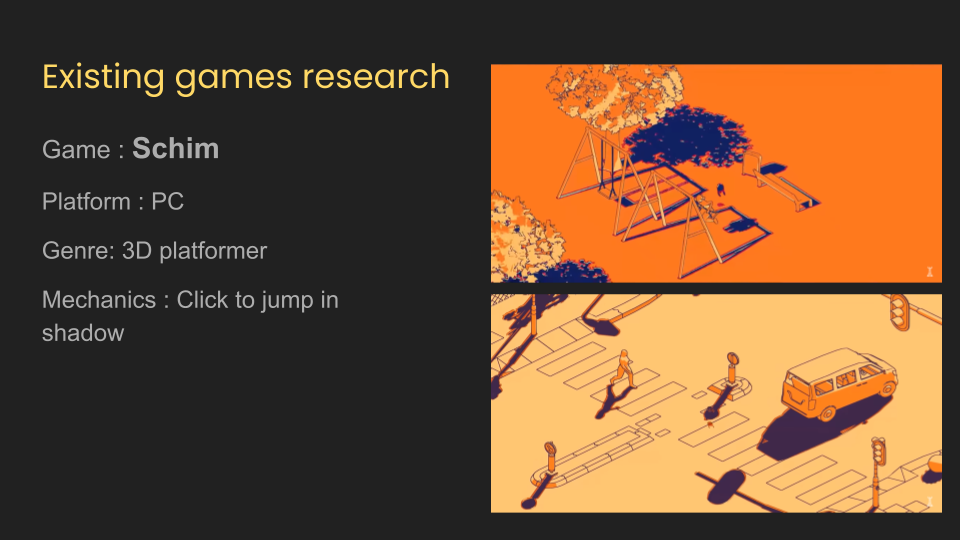 Existing games research
Game : Schim
Platform : PC
Genre: 3D platformer
Mechanics : Click to jump in
shadow